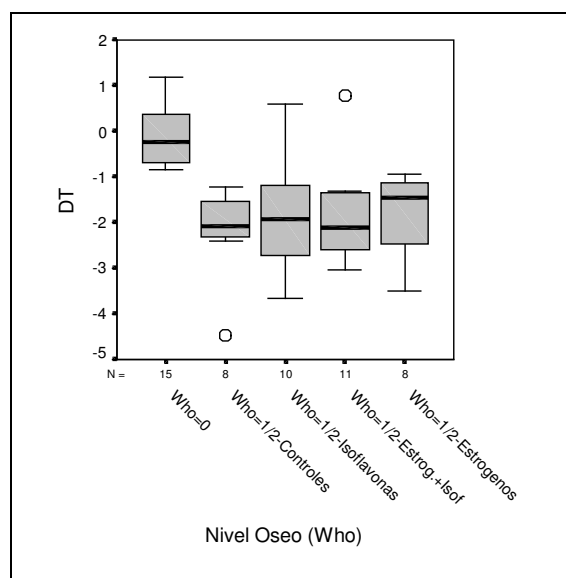 2
1
0
-1
-2
-3
-4
-5
DT
N = 15 8 10 11 8
Who=0
Who=1/2-Controles
Who=1/2-Isoflavonas
Who=1/2-Estrog.+Isof
Who=1/2-Estrogenos
Nivel Oseo (Who)